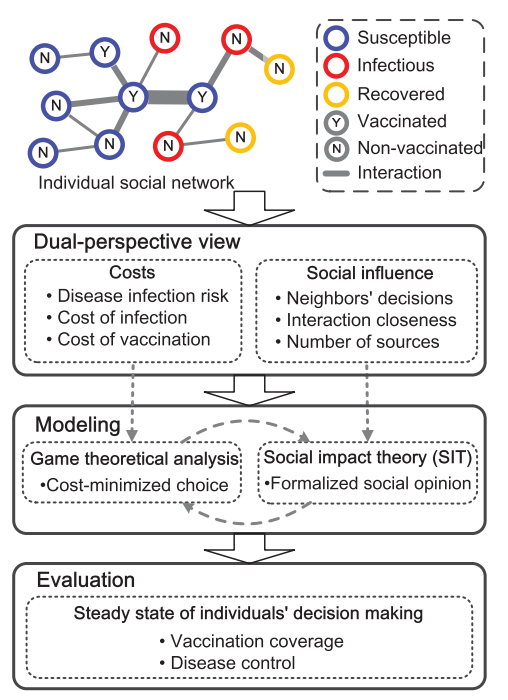 N
Y
N
N
Y
Y
N
N
N
N
N
N
Susceptible
Infectious
Recovered
Y Vaccinated
N Non-vaccinated
Interaction
Individual social network
Dual-perspective view
Costs
• Disease infection risk
• Cost of infection
• Cost of vaccination
Social influence
• Neighbors' decisions
• Interaction closeness
• Number of sources
Modeling
Game theoretical analysis
•Cost-minimized choice
Social impact theory (SIT)
•Formalized social opinion
Evaluation
Steady state of individuals' decision making
• Vaccination coverage
• Disease control